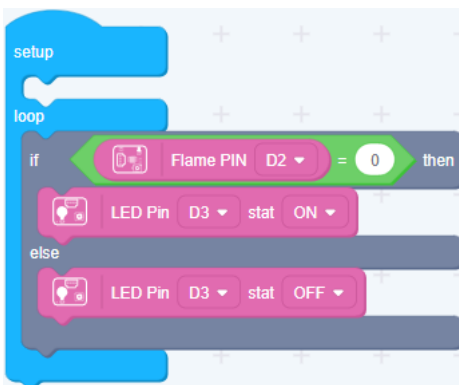 setup
loop
if Flame PIN D2 = 0 then
LED Pin D3 stat ON
else
LED Pin D3 stat OFF